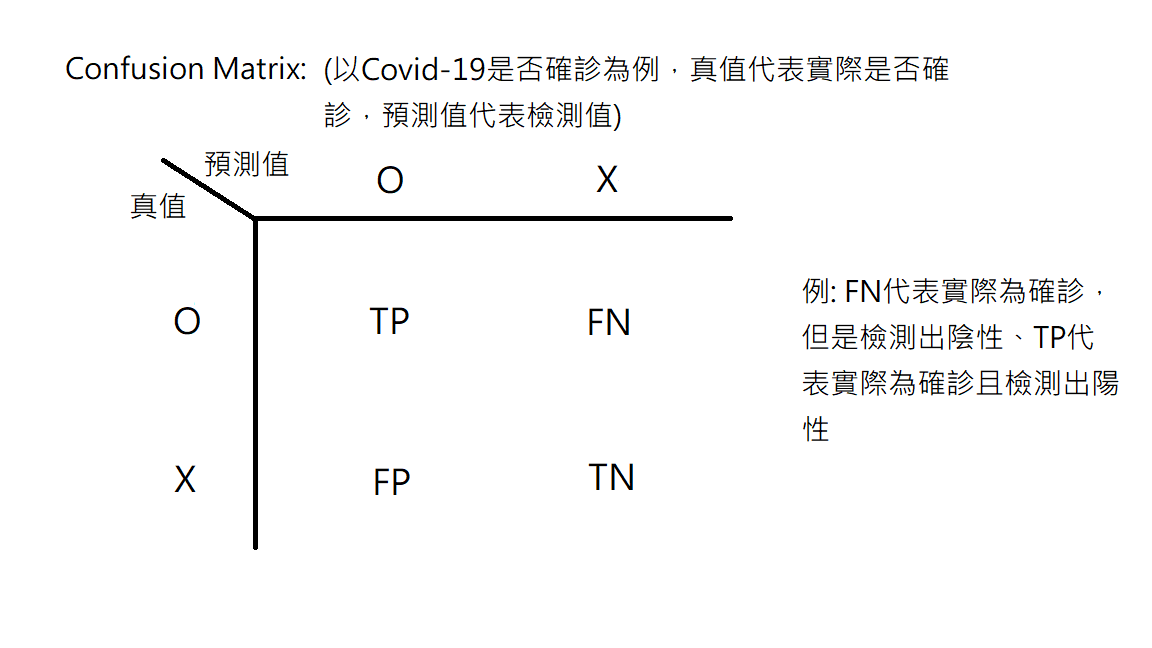 Confusion Matrix: (以Covid-19是否確診為例，真值代表實際是否確
診，預測值代表檢測值)
預測值
真值
O X
O TP FN
X FP TN
例: FN代表實際為確診，
但是檢測出陰性、TP代
表實際為確診且檢測出陽
性